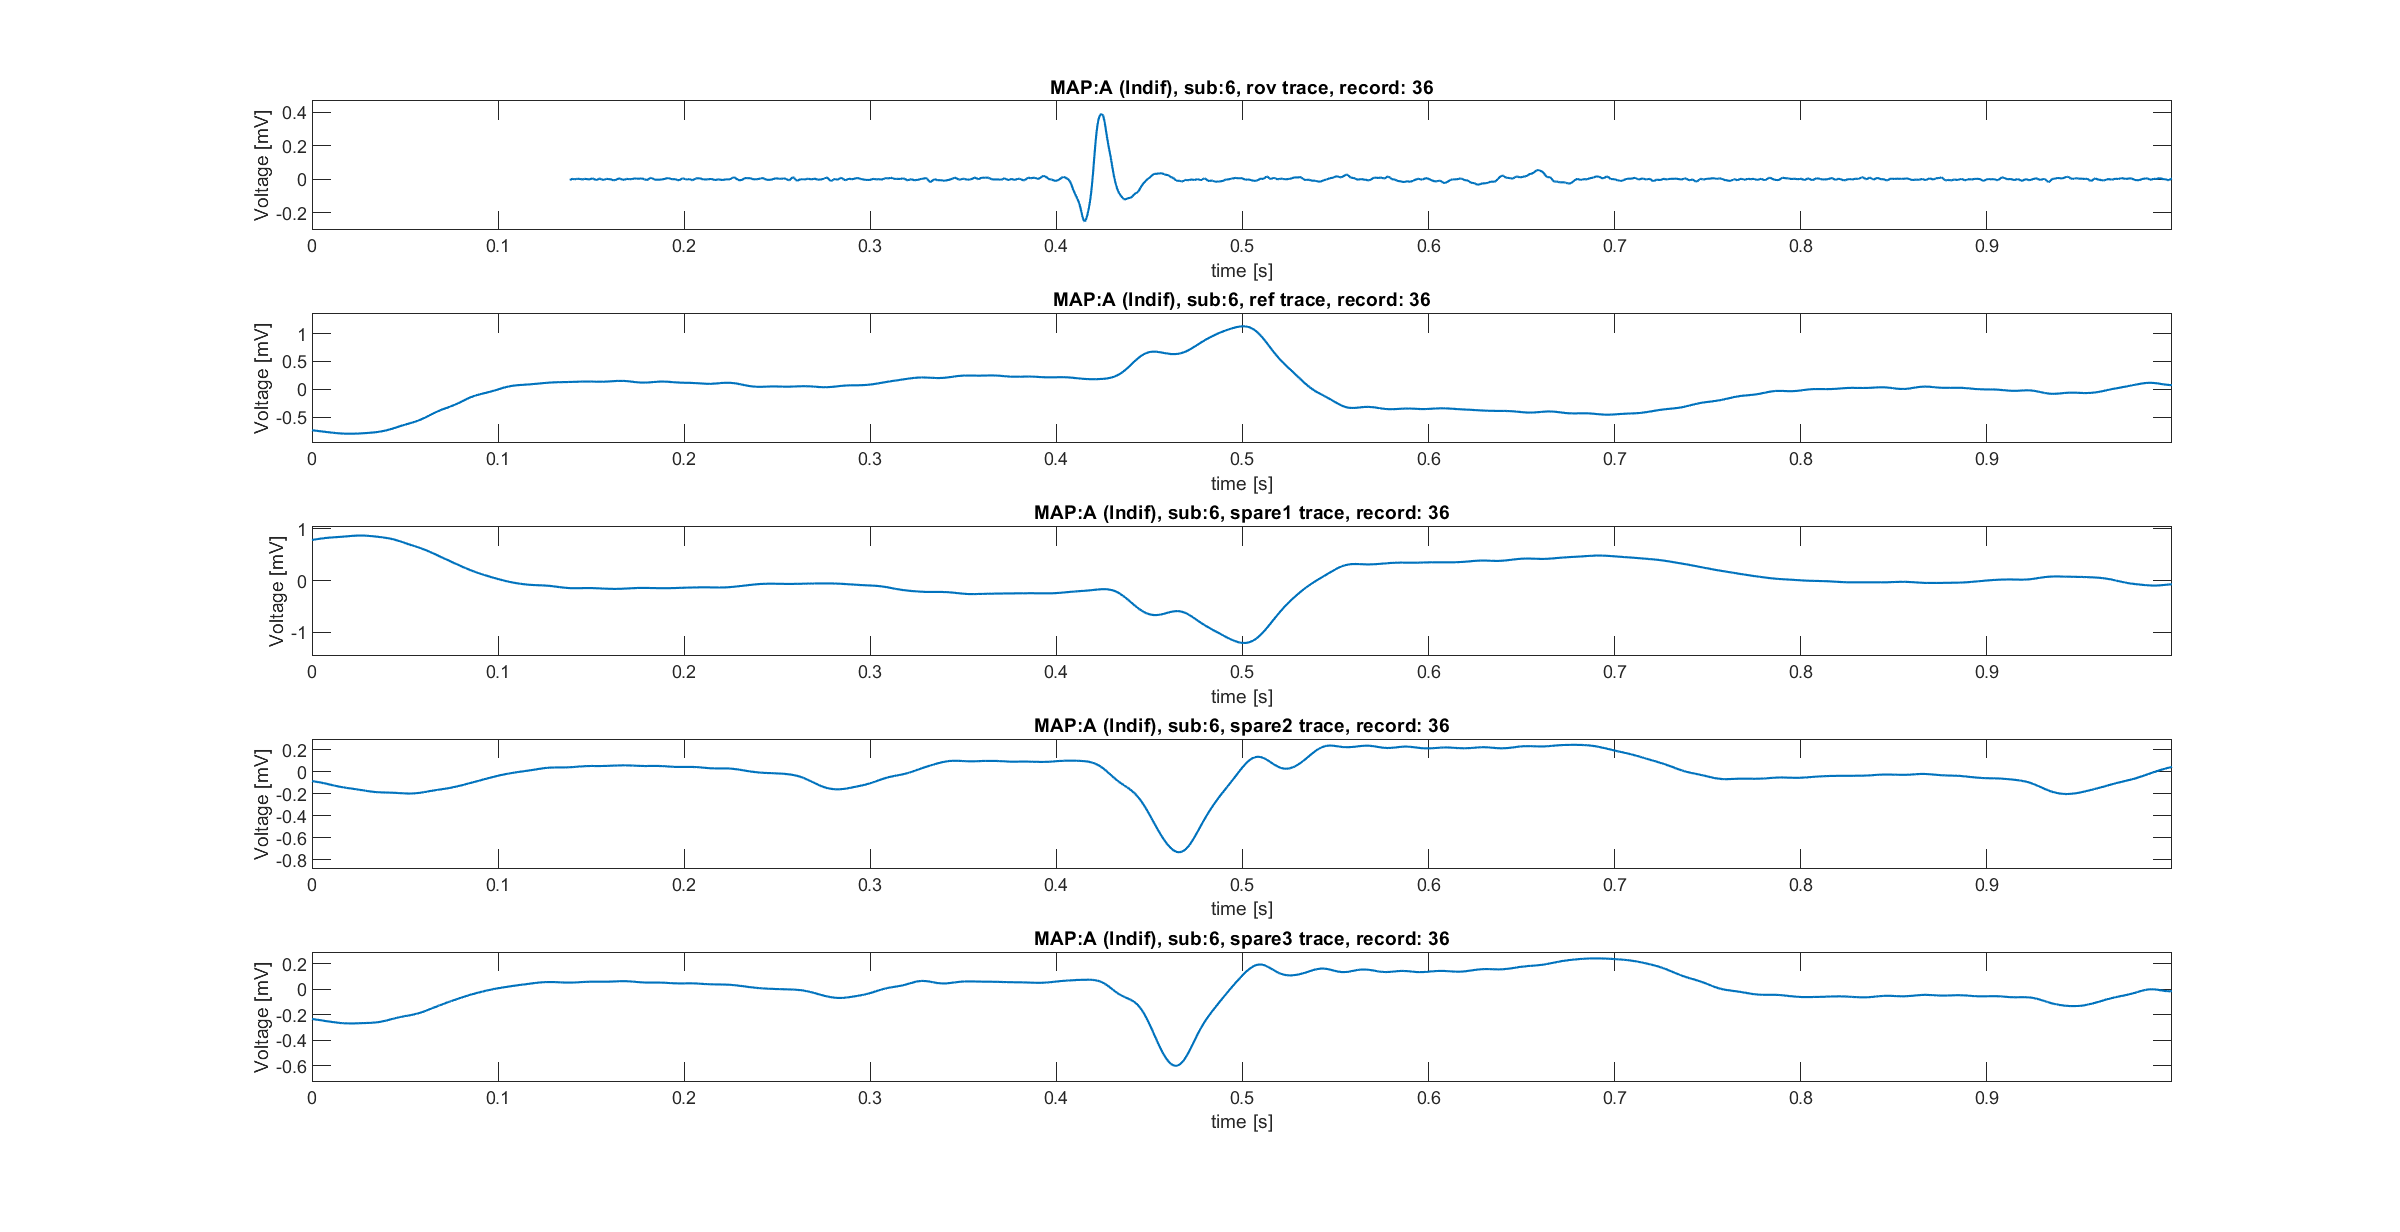 MAP:A (Indif), sub:6, rov trace, record: 36
Voltage [mV]
0.4
0.2
0
-0.2
0 0.1 0.2 0.3 0.4 0.5 0.6 0.7 0.8 0.9
time [s]
MAP:A (Indif), sub:6, ref trace, record: 36
Voltage [mV]
1
0.5
0
-0.5
0 0.1 0.2 0.3 0.4 0.5 0.6 0.7 0.8 0.9
time [s]
MAP:A (Indif), sub:6, spare1 trace, record: 36
Voltage [mV]
1
0
-1
0 0.1 0.2 0.3 0.4 0.5 0.6 0.7 0.8 0.9
time [s]
MAP:A (Indif), sub:6, spare2 trace, record: 36
Voltage [mV]
0.2
0
-0.2
-0.4
-0.6
-0.8
0 0.1 0.2 0.3 0.4 0.5 0.6 0.7 0.8 0.9
time [s]
MAP:A (Indif), sub:6, spare3 trace, record: 36
Voltage [mV]
0.2
0
-0.2
-0.4
-0.6
0 0.1 0.2 0.3 0.4 0.5 0.6 0.7 0.8 0.9
time [s]